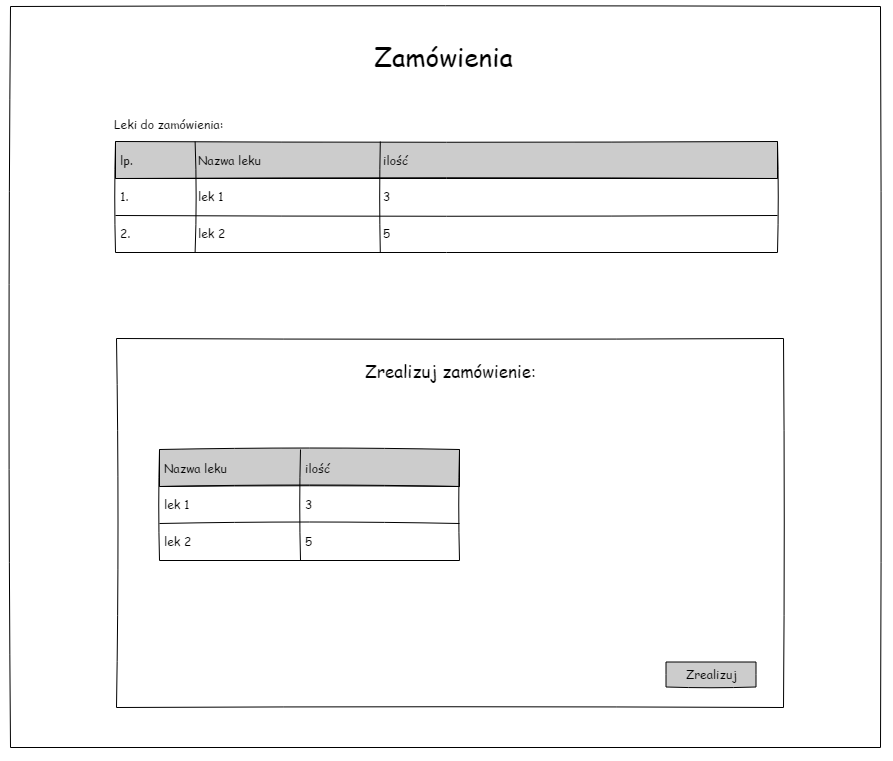 Zamówienia
Leki do zamówienia:
lp. Nazwa leku ilość
1. lek 1 3
2. lek 2 5
Zrealizuj zamówienie:
Nazwa leku ilość
lek 1 3
lek 2 5
Zrealizuj